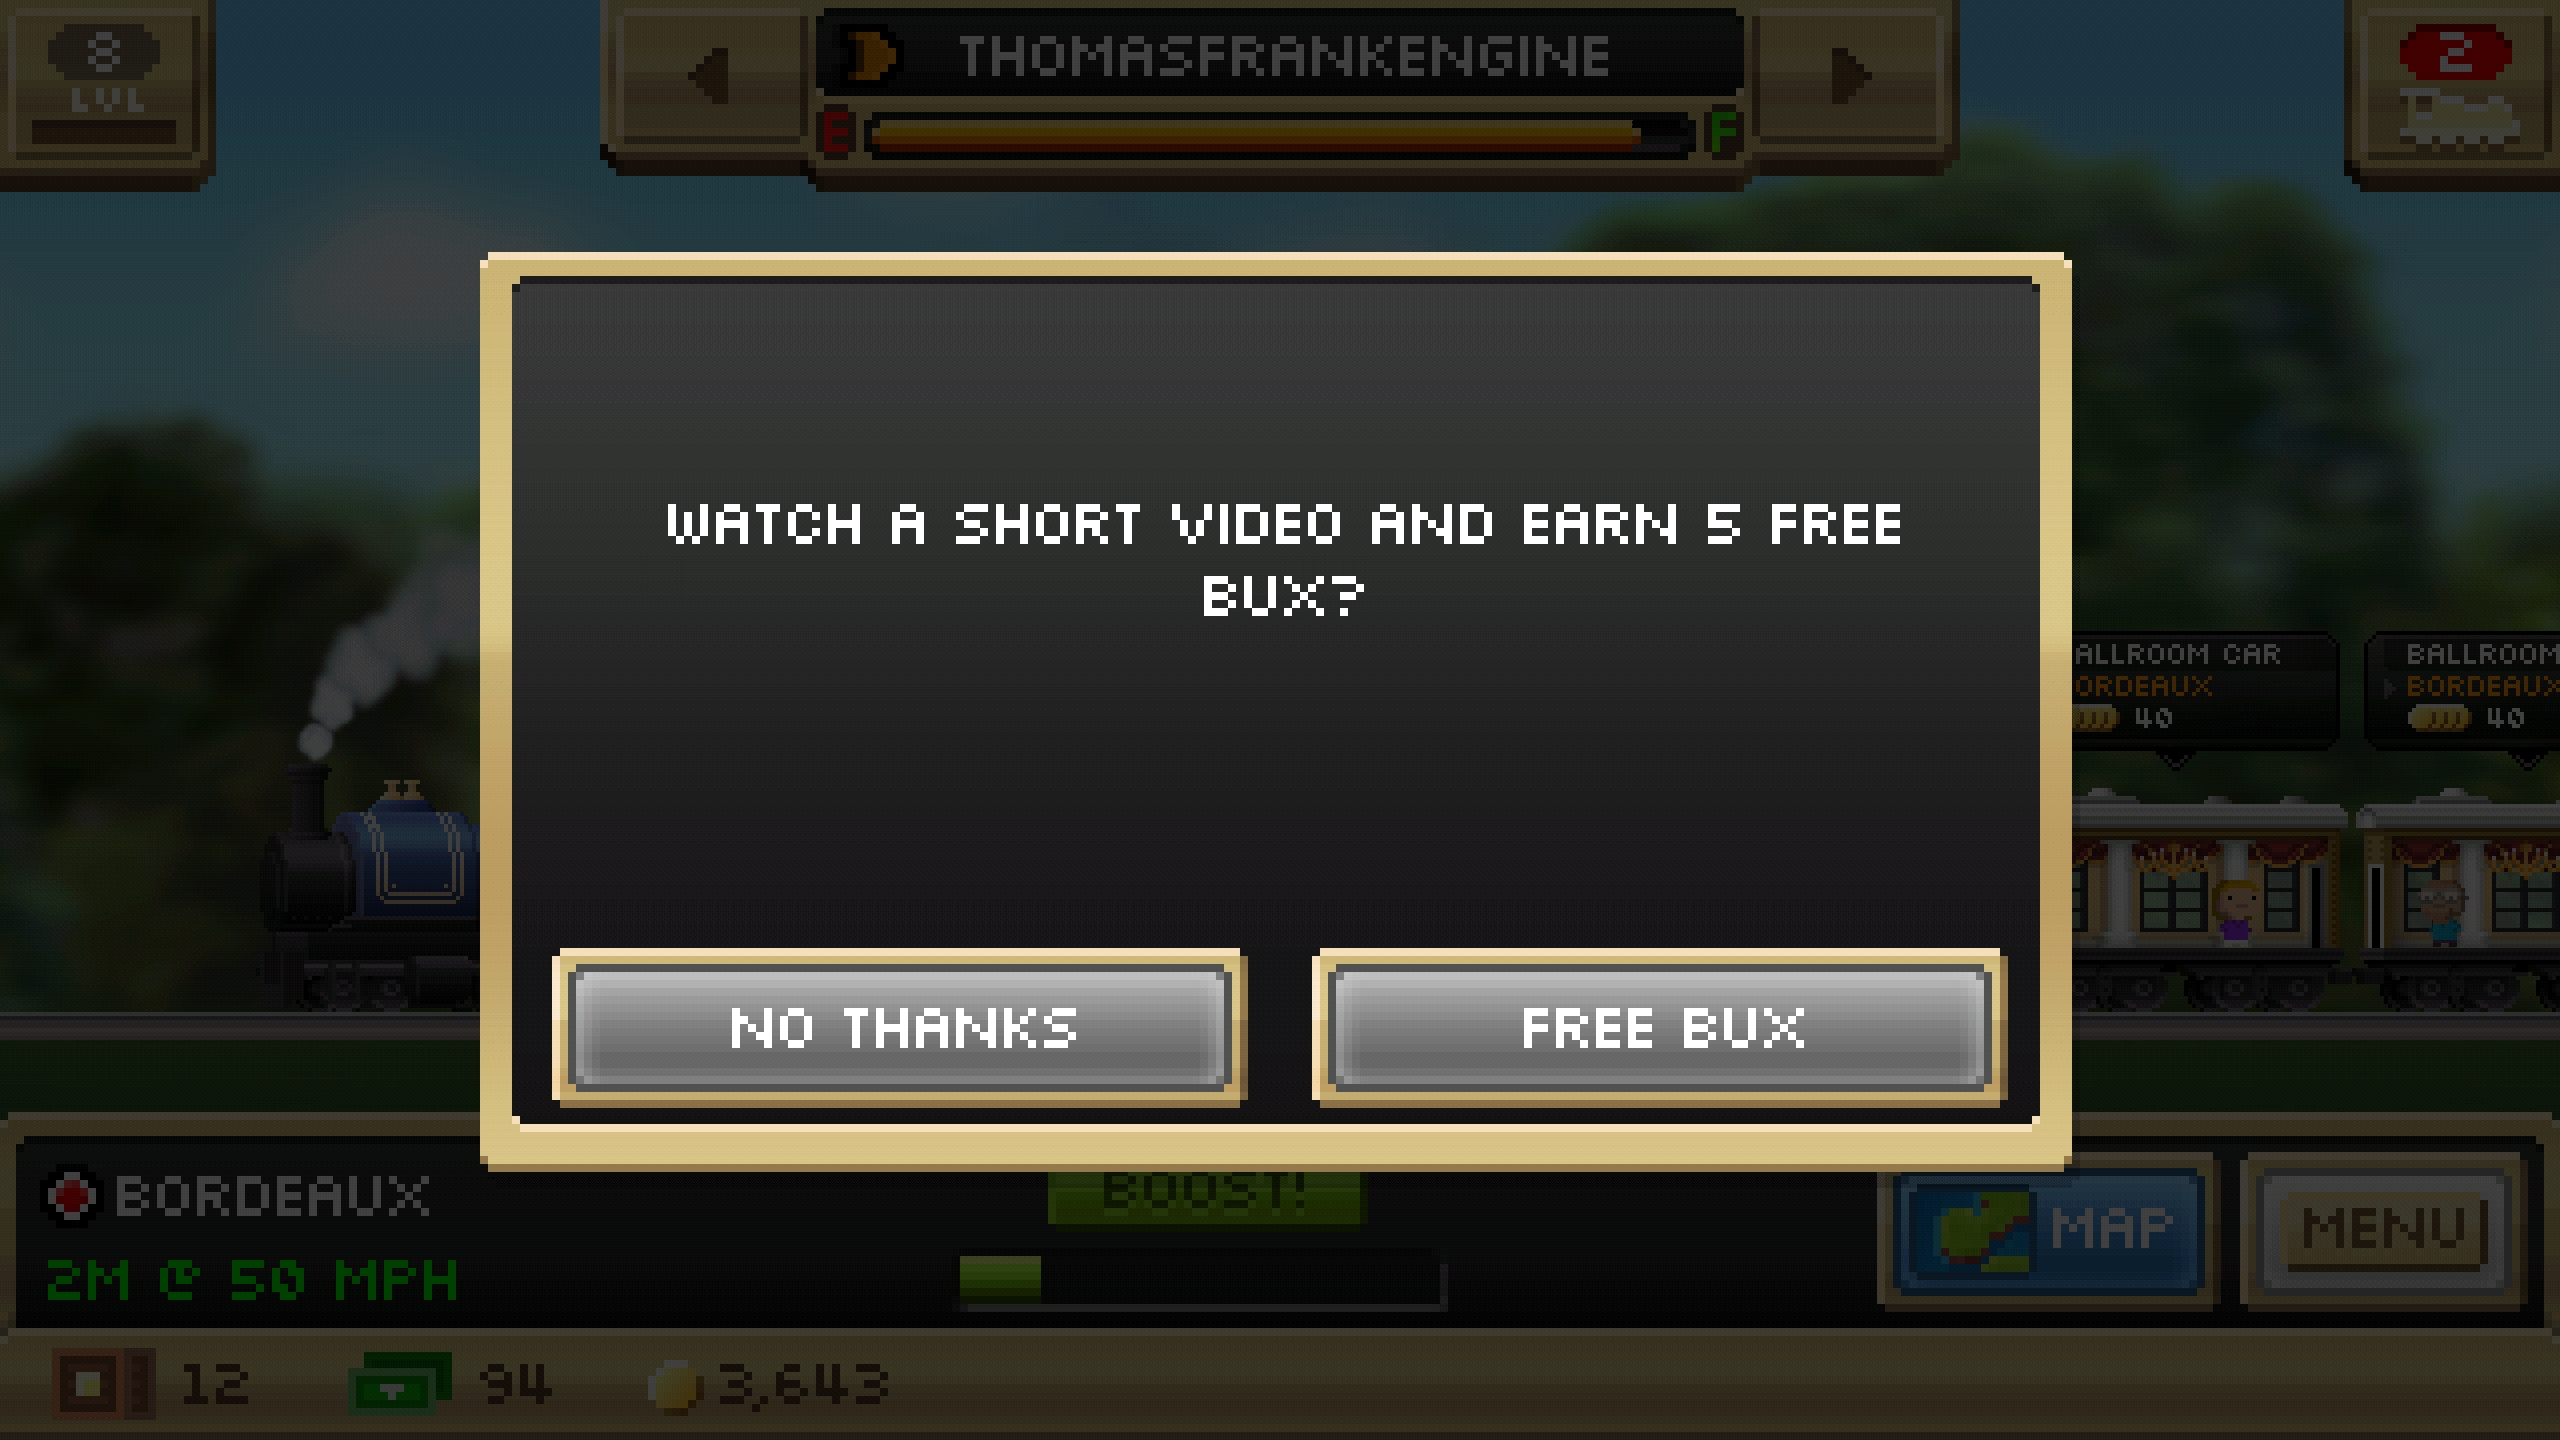 8
LVL
THOMASFRANKENGINE
E F
2
WATCH A SHORT VIDEO AND EARN 5 FREE
BUX?
ALLROOM CAR
ORDEAUX
40
BALLROOM
BORDEAUX
40
NO THANKS
FREE BUX
BORDEAUX
2M @ 50 MPH
BOOST!
MAP
MENU
12
94
3,643